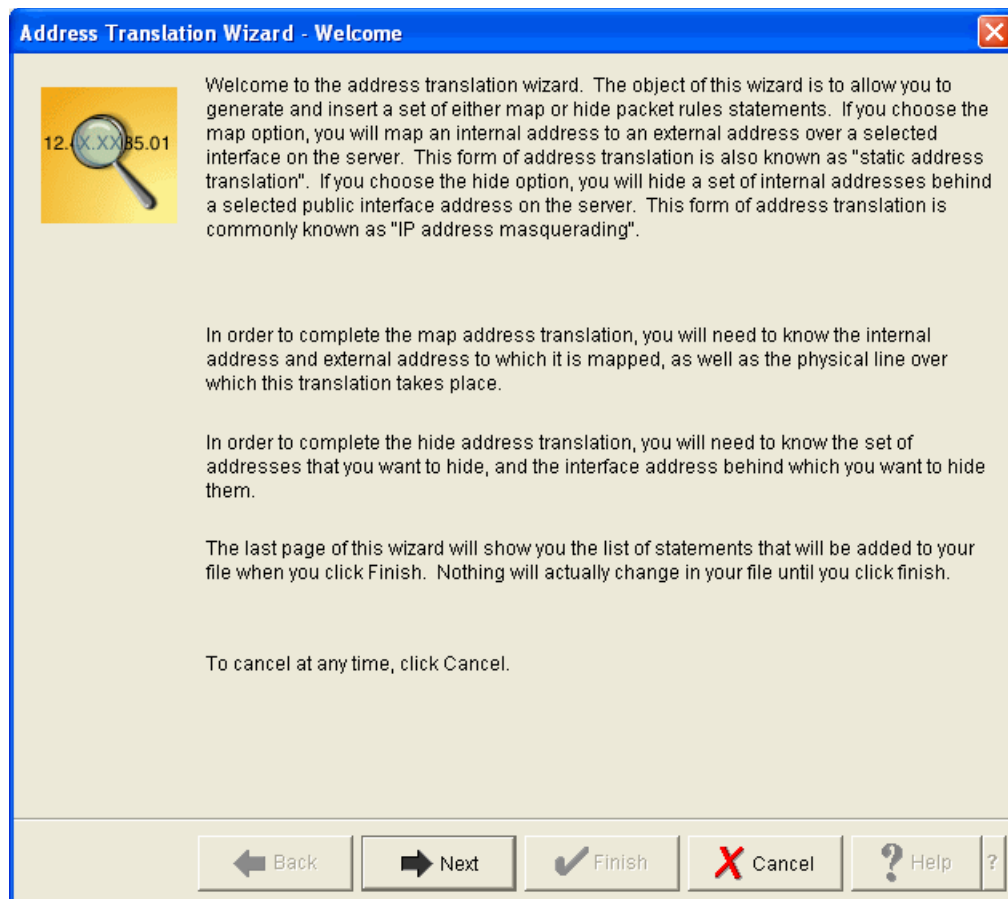 Address Translation Wizard - Welcome
12.4X.XX85.01
Welcome to the address translation wizard. The object of this wizard is to allow you to
generate and insert a set of either map or hide packet rules statements. If you choose the
map option, you will map an internal address to an external address over a selected
interface on the server. This form of address translation is also known as "static address
translation". If you choose the hide option, you will hide a set of internal addresses behind
a selected public interface address on the server. This form of address translation is
commonly known as "IP address masquerading".
In order to complete the map address translation, you will need to know the internal
address and external address to which it is mapped, as well as the physical line over
which this translation takes place.
In order to complete the hide address translation, you will need to know the set of
addresses that you want to hide, and the interface address behind which you want to hide
them.
The last page of this wizard will show you the list of statements that will be added to your
file when you click Finish. Nothing will actually change in your file until you click finish.
To cancel at any time, click Cancel.
Back Next Finish Cancel Help ?